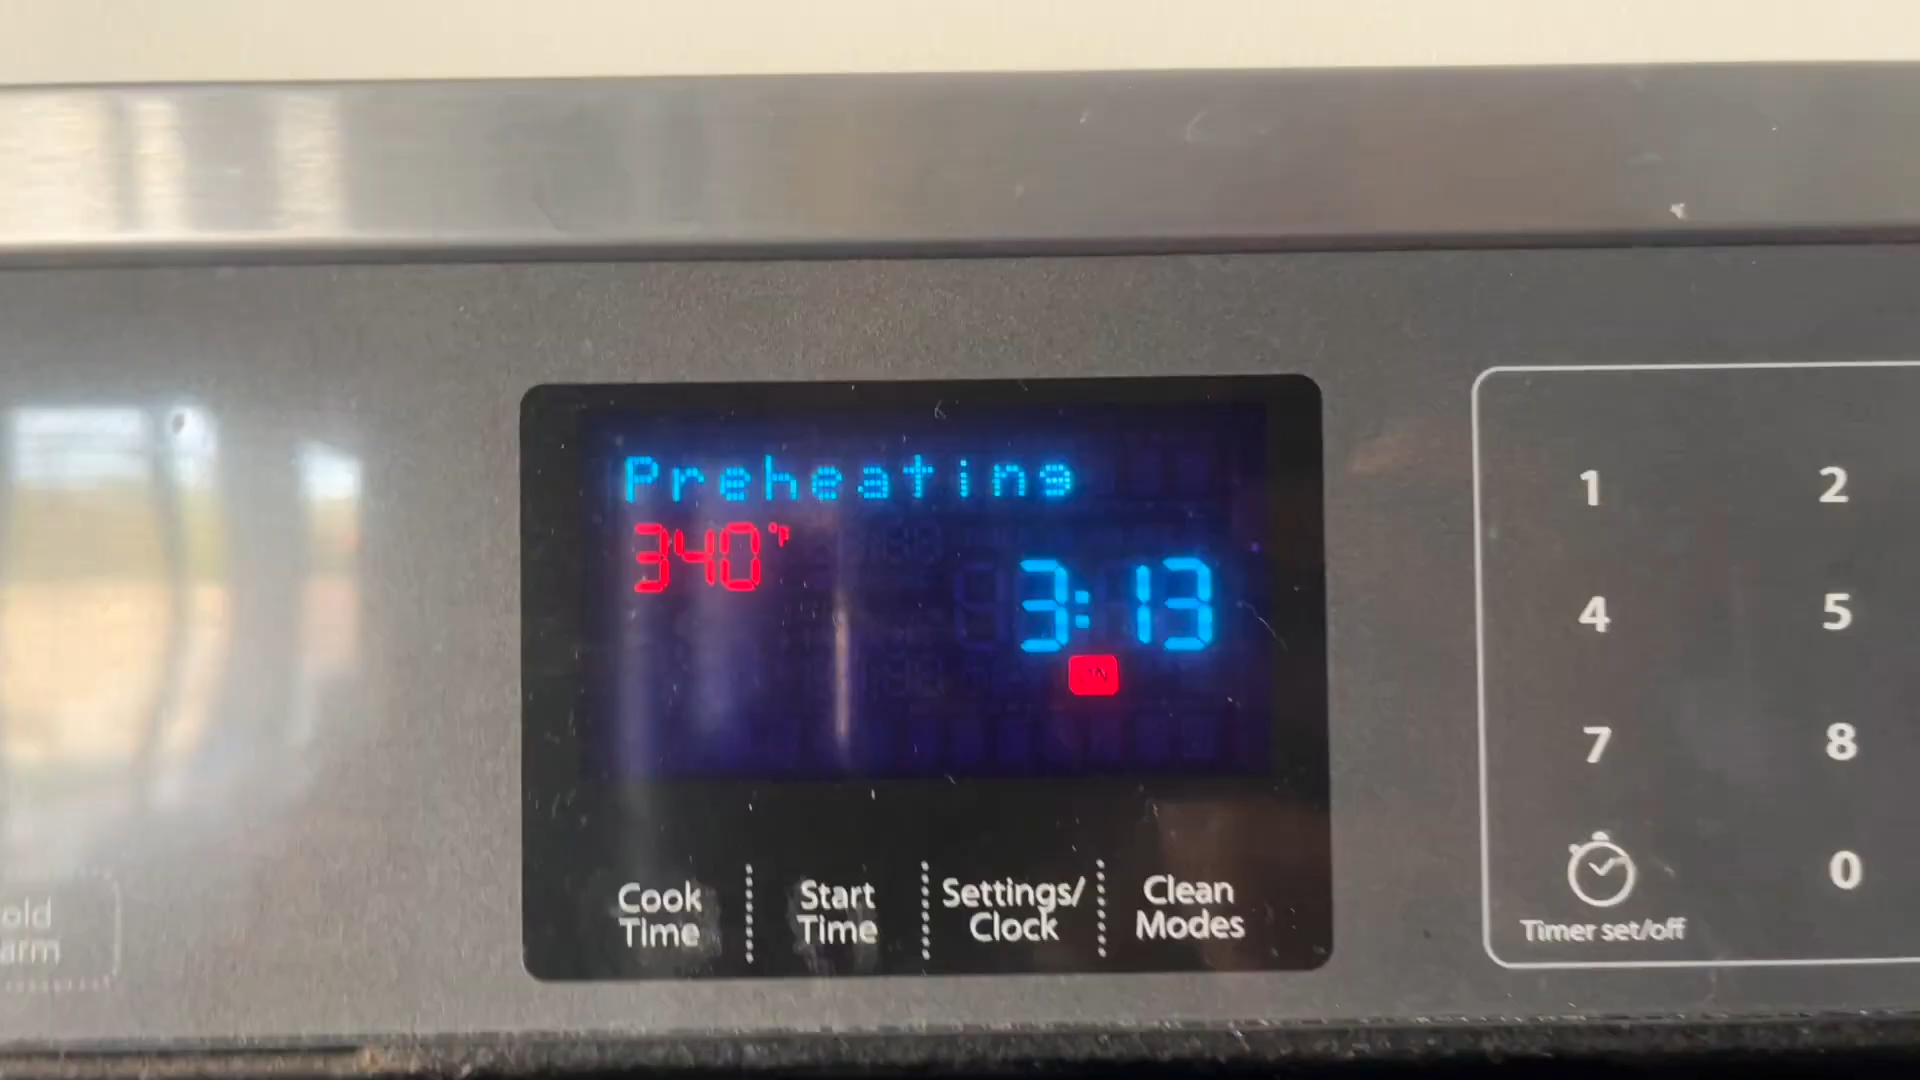 Preheating
340°F
3:13
ON
Cook Time
Start Time
Settings/ Clock
Clean Modes
1 2
4 5
7 8
0
Timer set/off